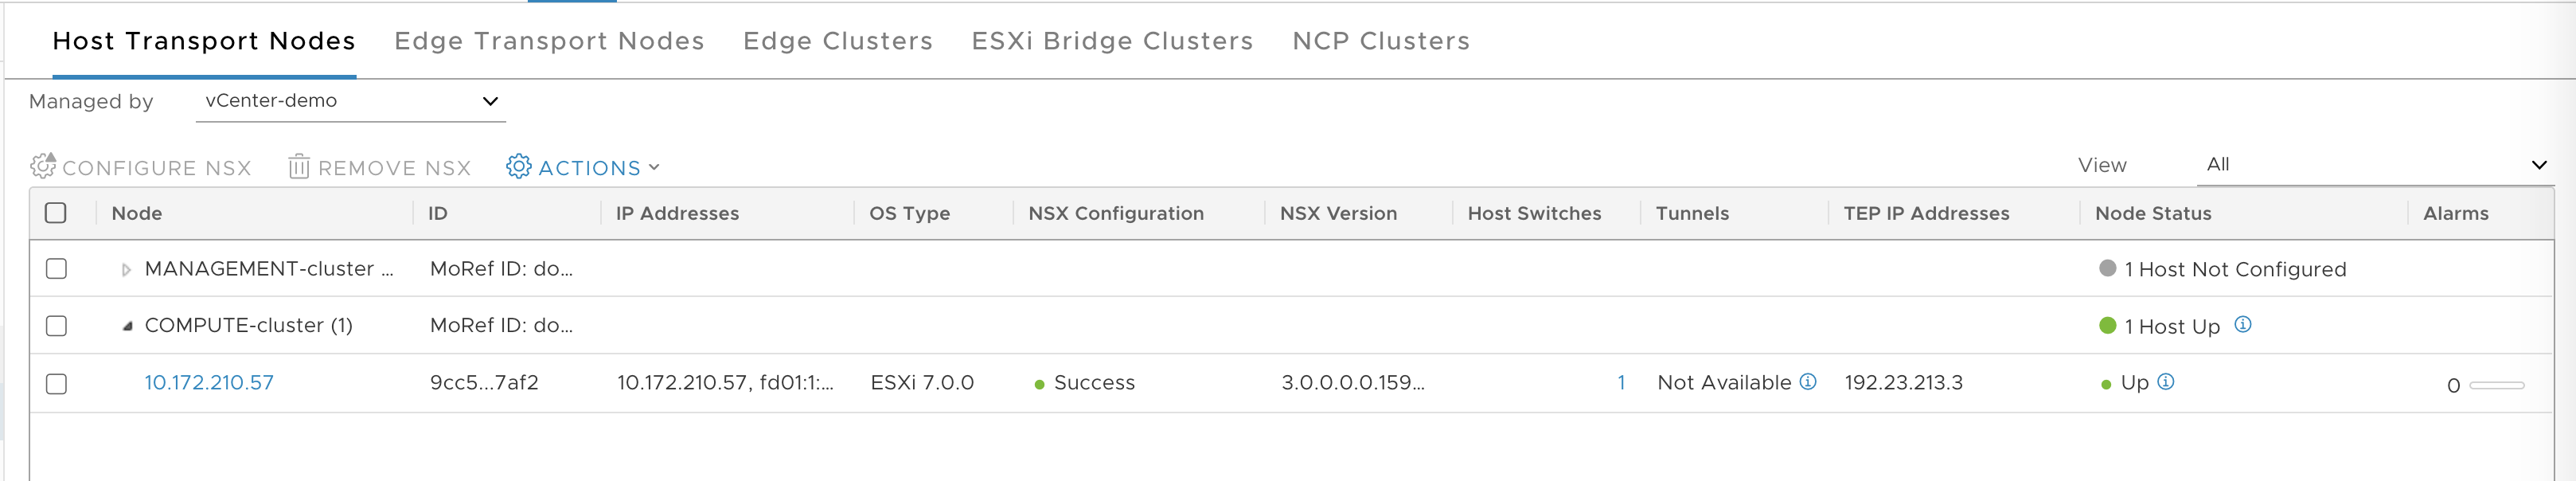 Host Transport Nodes Edge Transport Nodes Edge Clusters ESXi Bridge Clusters NCP Clusters
Managed by vCenter-demo
CONFIGURE NSX REMOVE NSX ACTIONS View All
Node ID IP Addresses OS Type NSX Configuration NSX Version Host Switches Tunnels TEP IP Addresses Node Status Alarms
MANAGEMENT-cluster ... MoRef ID: do... 1 Host Not Configured
COMPUTE-cluster (1) MoRef ID: do... 1 Host Up
10.172.210.57 9cc5...7af2 10.172.210.57, fd01:1:... ESXi 7.0.0 Success 3.0.0.0.0.159... 1 Not Available 192.23.213.3 Up 0